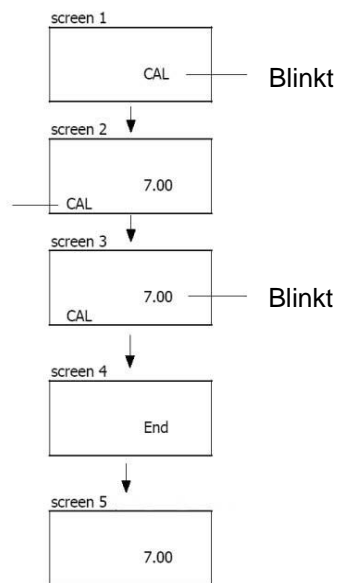 screen 1
CAL Blinkt
screen 2
7.00
CAL
screen 3
7.00 Blinkt
CAL
screen 4
End
screen 5
7.00